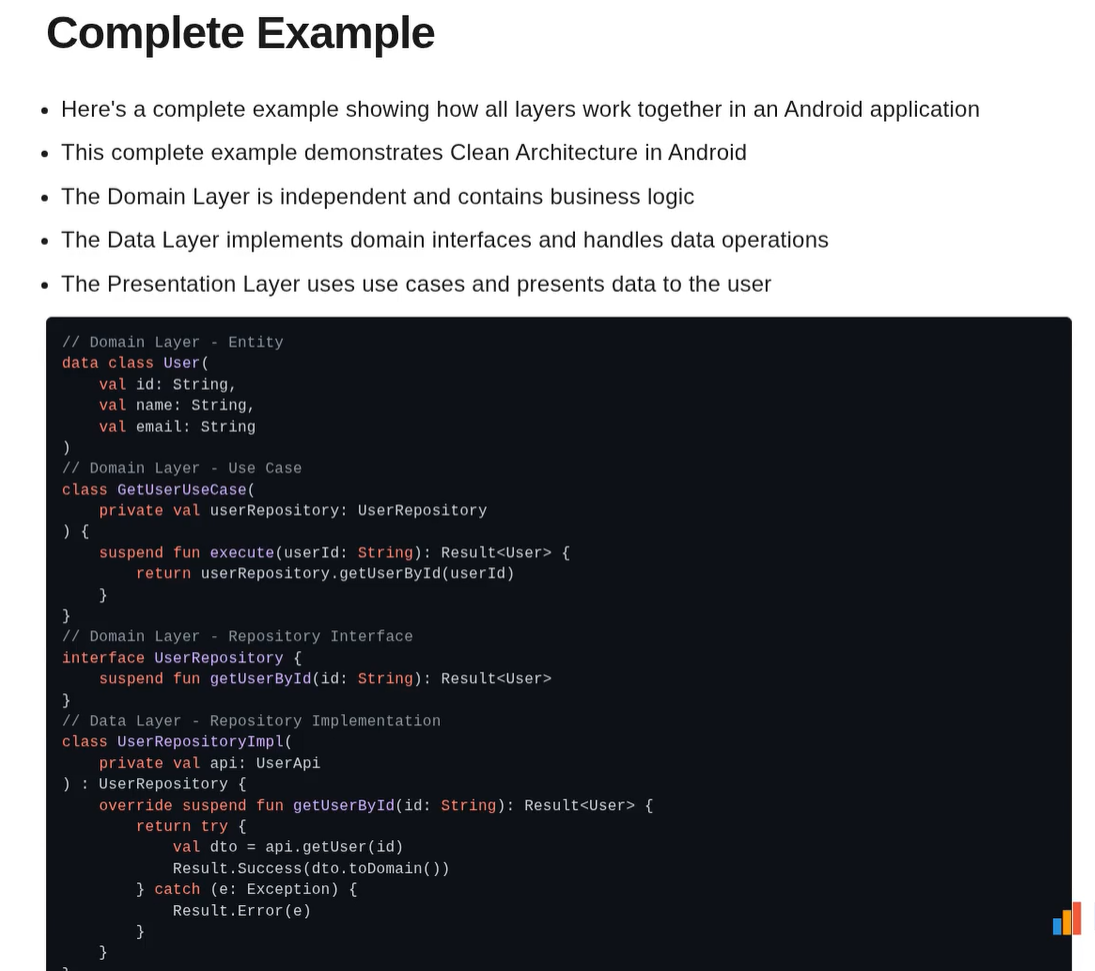 Complete Example
Here's a complete example showing how all layers work together in an Android application
This complete example demonstrates Clean Architecture in Android
The Domain Layer is independent and contains business logic
The Data Layer implements domain interfaces and handles data operations
The Presentation Layer uses use cases and presents data to the user
// Domain Layer - Entity
data class User(
    val id: String,
    val name: String,
    val email: String
)
// Domain Layer - Use Case
class GetUserUseCase(
    private val userRepository: UserRepository
) {
    suspend fun execute(userId: String): Result<User> {
        return userRepository.getUserById(userId)
    }
}
// Domain Layer - Repository Interface
interface UserRepository {
    suspend fun getUserById(id: String): Result<User>
}
// Data Layer - Repository Implementation
class UserRepositoryImpl(
    private val api: UserApi
) : UserRepository {
    override suspend fun getUserById(id: String): Result<User> {
        return try {
            val dto = api.getUser(id)
            Result.Success(dto.toDomain())
        } catch (e: Exception) {
            Result.Error(e)
        }
    }
}